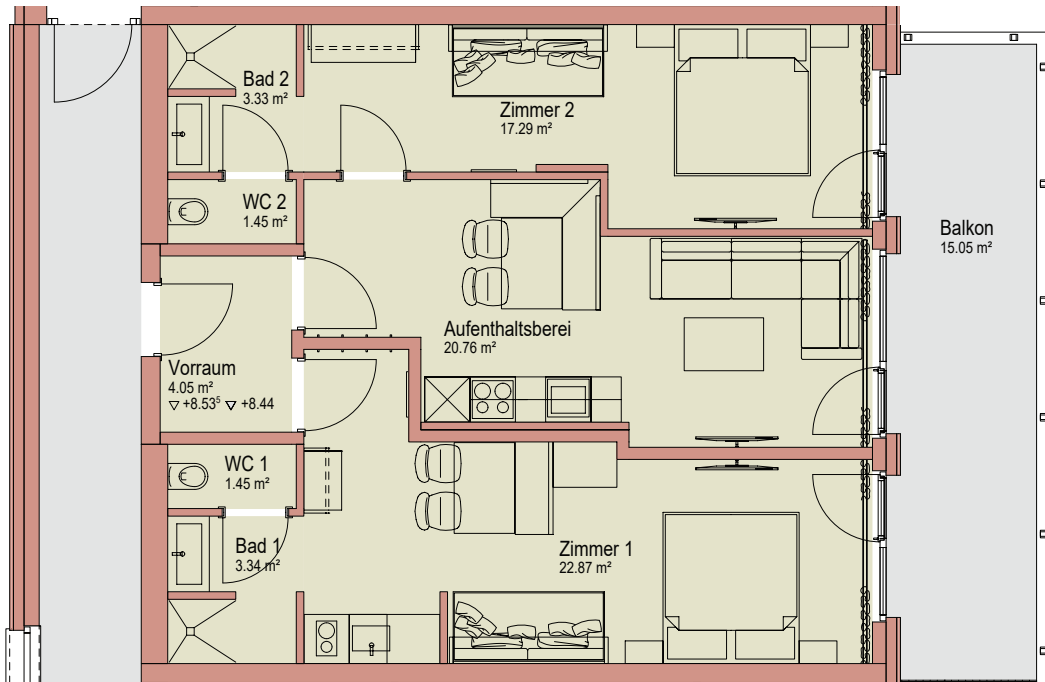 Bad 2
3.33 m²
Zimmer 2
17.29 m²
WC 2
1.45 m²
Balkon
15.05 m²
Aufenthaltsberei
20.76 m²
Vorraum
4.05 m²
▽ +8.53⁵ ▽ +8.44
WC 1
1.45 m²
Bad 1
3.34 m²
Zimmer 1
22.87 m²